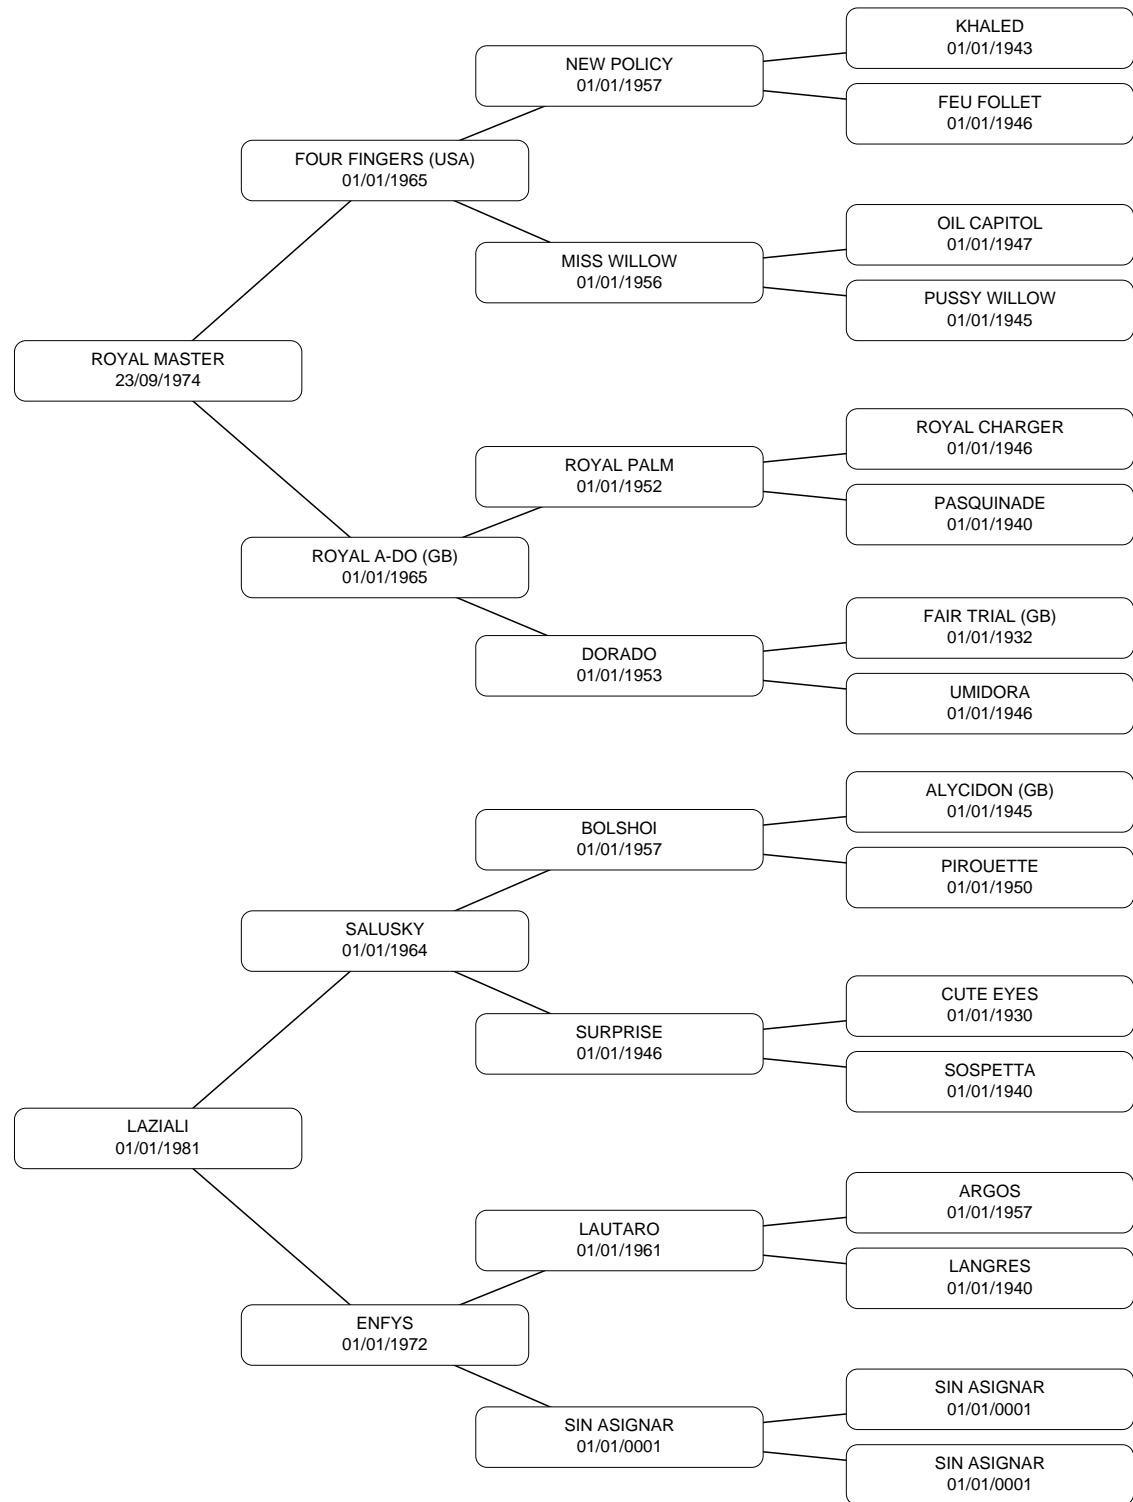 KHALED
01/01/1943
NEW POLICY
01/01/1957
FEU FOLLET
01/01/1946
FOUR FINGERS (USA)
01/01/1965
OIL CAPITOL
01/01/1947
MISS WILLOW
01/01/1956
PUSSY WILLOW
01/01/1945
ROYAL MASTER
23/09/1974
ROYAL CHARGER
01/01/1946
ROYAL PALM
01/01/1952
PASQUINADE
01/01/1940
ROYAL A-DO (GB)
01/01/1965
FAIR TRIAL (GB)
01/01/1932
DORADO
01/01/1953
UMIDORA
01/01/1946
ALYCIDON (GB)
01/01/1945
BOLSHOI
01/01/1957
PIROUETTE
01/01/1950
SALUSKY
01/01/1964
CUTE EYES
01/01/1930
SURPRISE
01/01/1946
SOSPETTA
01/01/1940
LAZIALI
01/01/1981
ARGOS
01/01/1957
LAUTARO
01/01/1961
LANGRES
01/01/1940
ENFYS
01/01/1972
SIN ASIGNAR
01/01/0001
SIN ASIGNAR
01/01/0001
SIN ASIGNAR
01/01/0001